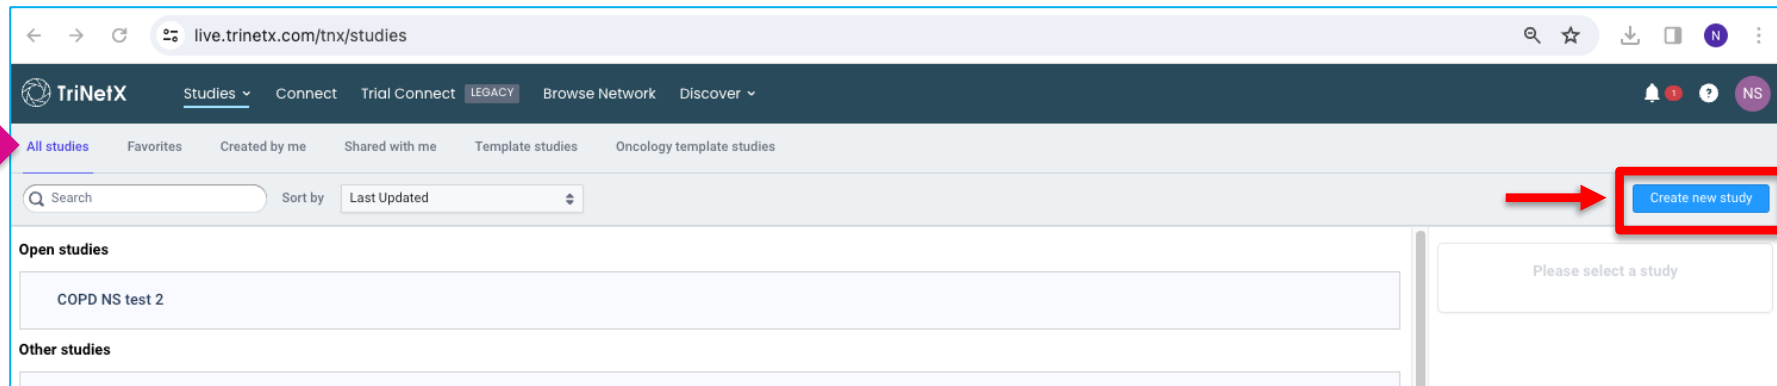 live.trinetx.com/tnx/studies
N
TriNetX Studies Connect Trial Connect LEGACY Browse Network Discover 1 ? NS
All studies Favorites Created by me Shared with me Template studies Oncology template studies
Search Sort by Last Updated Create new study
Open studies
Please select a study
COPD NS test 2
Other studies